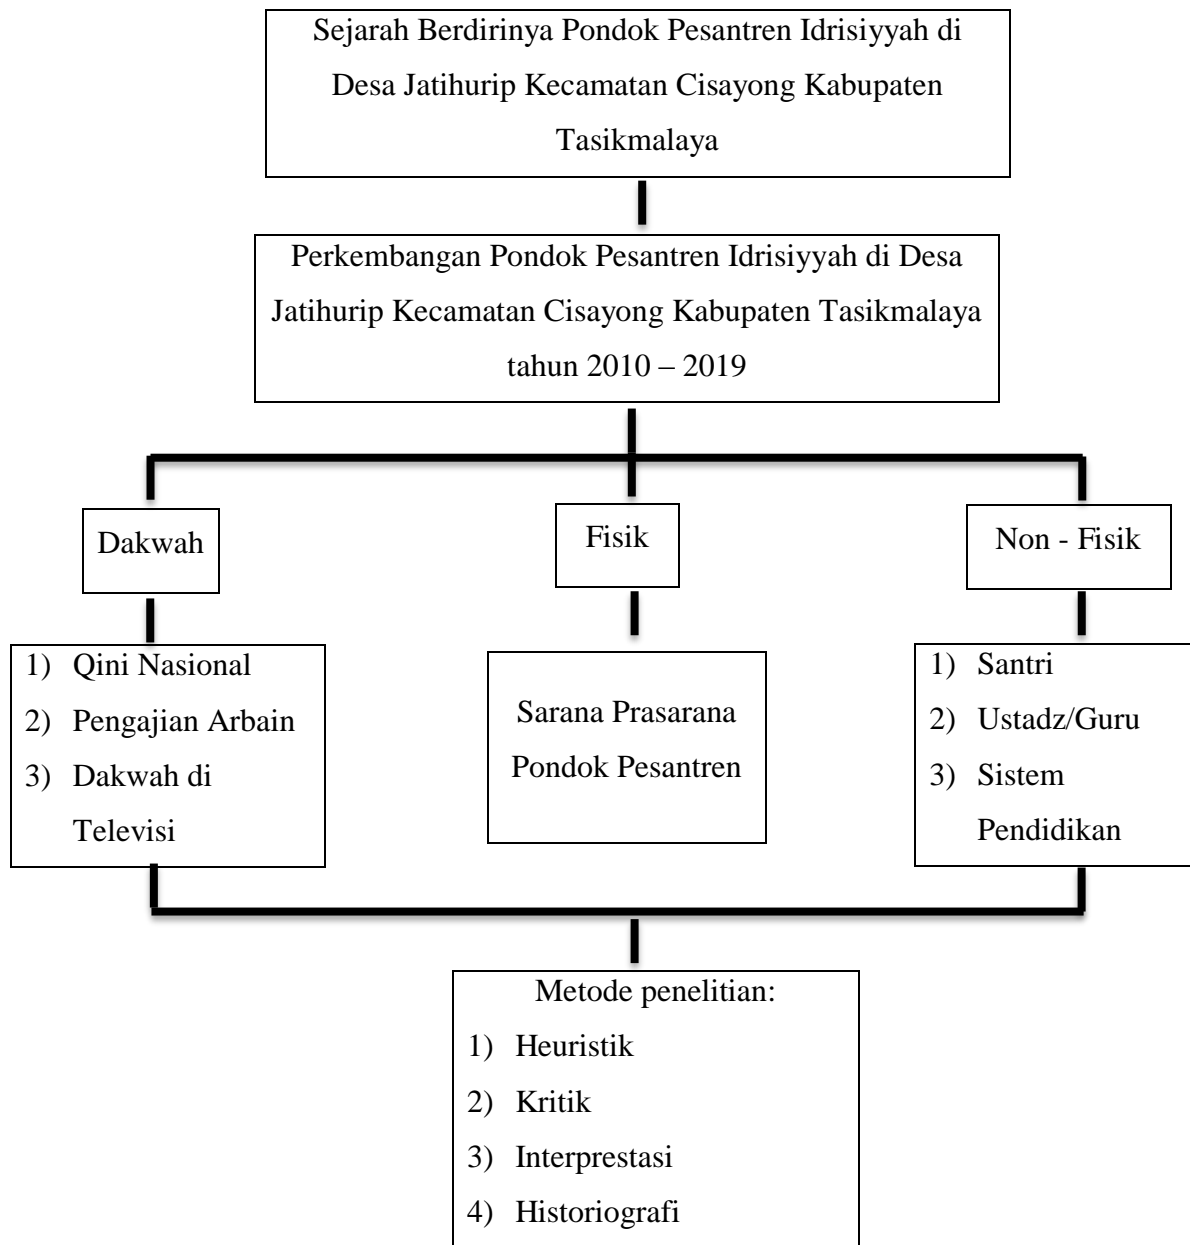 Sejarah Berdirinya Pondok Pesantren Idrisiyyah di
Desa Jatihurip Kecamatan Cisayong Kabupaten
Tasikmalaya
Perkembangan Pondok Pesantren Idrisiyyah di Desa
Jatihurip Kecamatan Cisayong Kabupaten Tasikmalaya
tahun 2010 – 2019
Dakwah
Fisik
Non - Fisik
1) Qini Nasional
2) Pengajian Arbain
3) Dakwah di
Televisi
Sarana Prasarana
Pondok Pesantren
1) Santri
2) Ustadz/Guru
3) Sistem
Pendidikan
Metode penelitian:
1) Heuristik
2) Kritik
3) Interprestasi
4) Historiografi